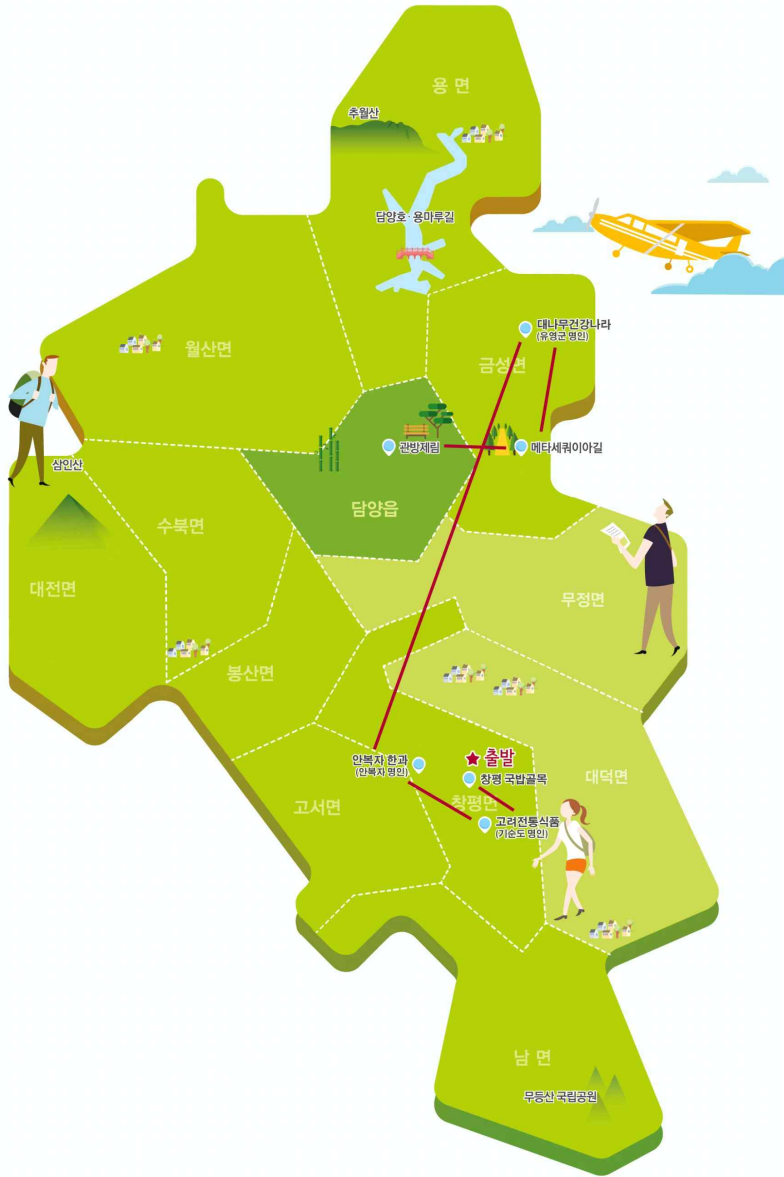 용 면
추월산
담양호·용마루길
대나무건강나라
(유영군 명인)
월산면
금성면
관방제림
메타세쿼이아길
삼인산
담양읍
수북면
대전면
무정면
봉산면
안복자 한과
(안복자 명인)
출발
창평 국밥골목
대덕면
고서면
창평면
고려전통식품
(기순도 명인)
남 면
무등산 국립공원